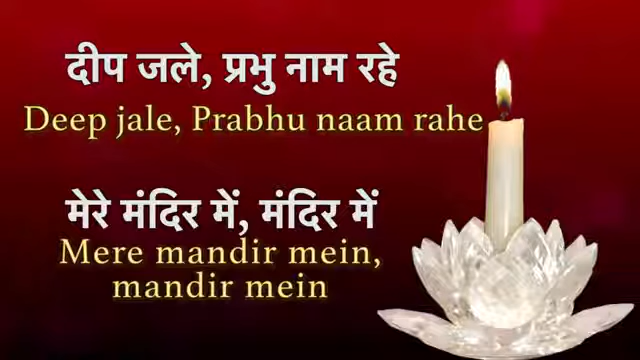 दीप जले, प्रभु नाम रहे
Deep jale, Prabhu naam rahe
मेरे मंदिर में, मंदिर में
Mere mandir mein,
mandir mein